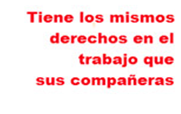 Tiene los mismos
derechos en el
trabajo que
sus compañeras